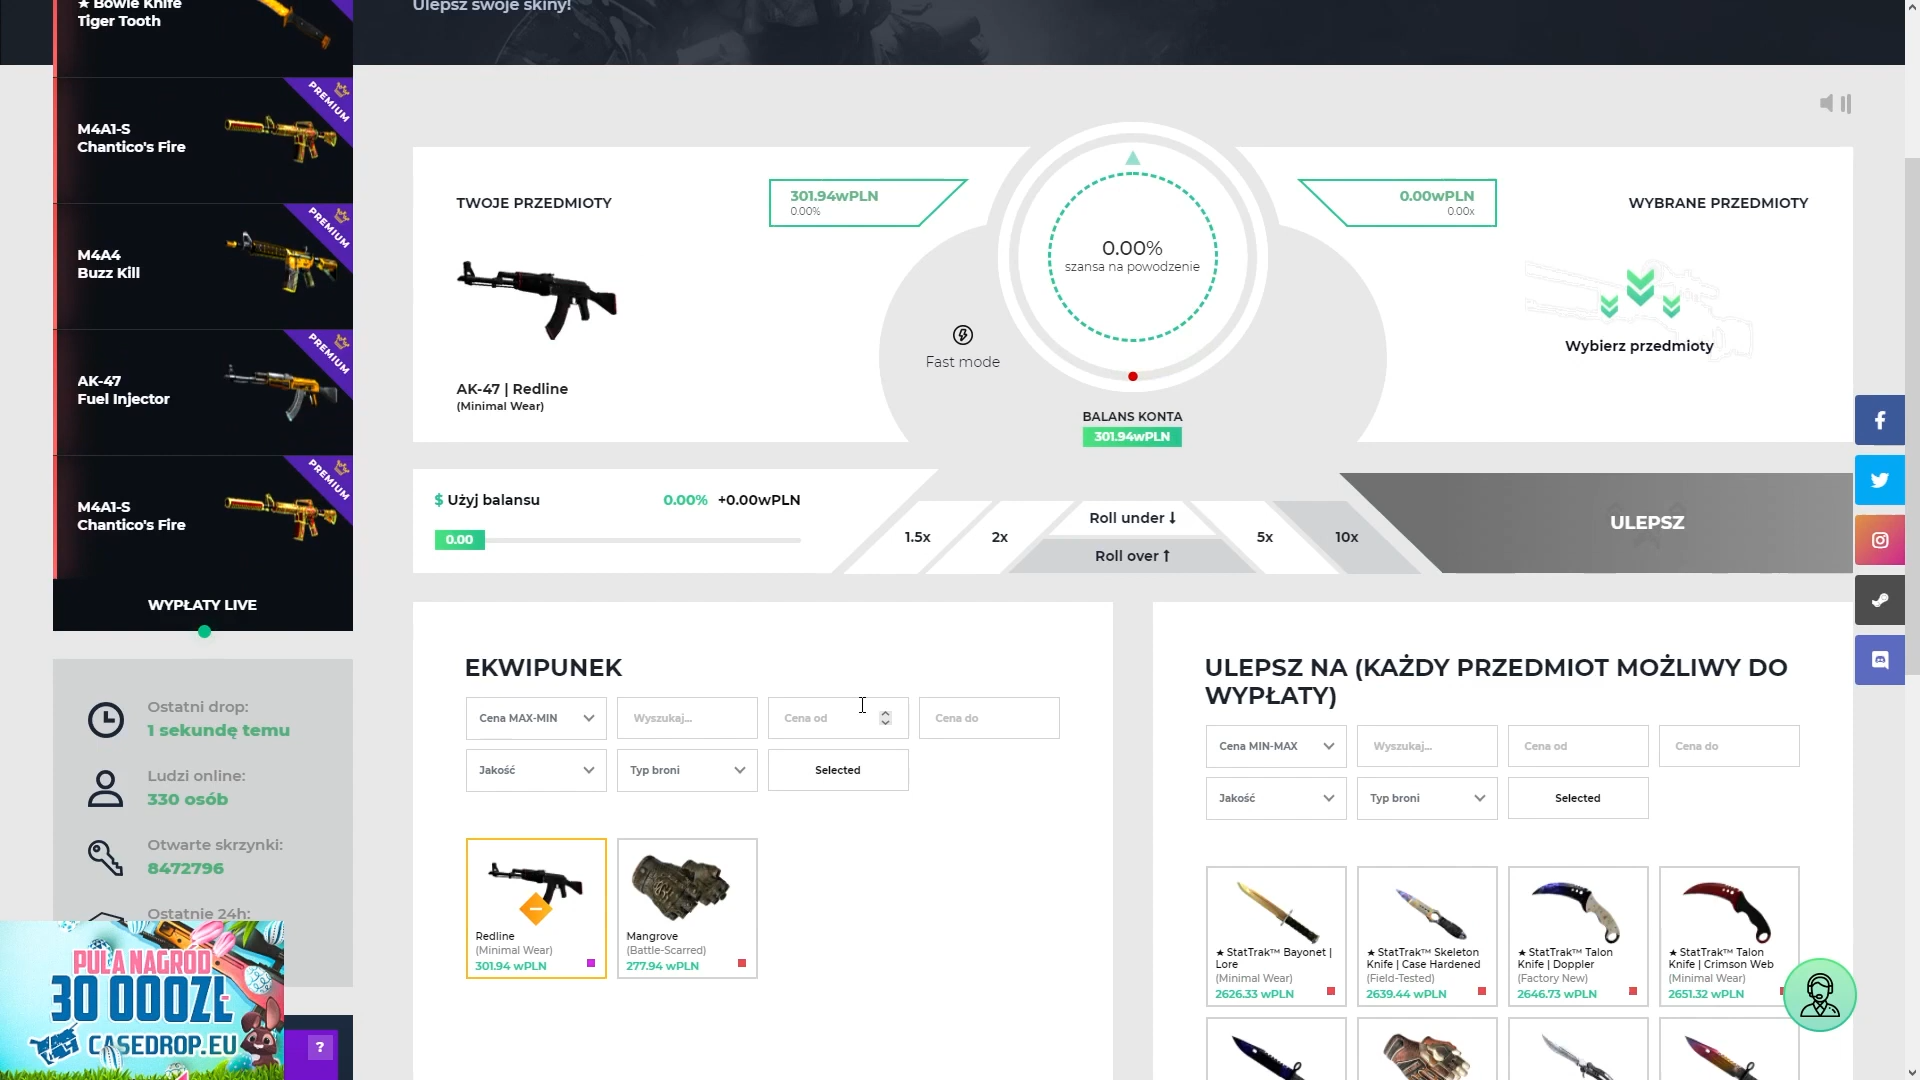 Ulepsz swoje skiny!
★ Bowie Knife
Tiger Tooth
PREMIUM
M4A1-S
Chantico's Fire
PREMIUM
M4A4
Buzz Kill
PREMIUM
AK-47
Fuel Injector
PREMIUM
M4A1-S
Chantico's Fire
WYPŁATY LIVE
Ostatni drop:
1 sekundę temu
Ludzi online:
330 osób
Otwarte skrzynki:
8472796
Ostatnie 24h:
PULA NAGRÓD
30 000ZŁ
CASEDROP.EU
?
TWOJE PRZEDMIOTY
301.94wPLN
0.00%
AK-47 | Redline
(Minimal Wear)
Fast mode
0.00%
szansa na powodzenie
BALANS KONTA
301.94wPLN
0.00wPLN
0.00x
WYBRANE PRZEDMIOTY
Wybierz przedmioty
$ Użyj balansu
0.00% +0.00wPLN
0.00
1.5x
2x
Roll under ↓
Roll over ↑
5x
10x
ULEPSZ
EKWIPUNEK
Cena MAX-MIN
Wyszukaj...
Cena od
Cena do
Jakość
Typ broni
Selected
Redline
(Minimal Wear)
301.94 wPLN
Mangrove
(Battle-Scarred)
277.94 wPLN
ULEPSZ NA (KAŻDY PRZEDMIOT MOŻLIWY DO
WYPŁATY)
Cena MIN-MAX
Wyszukaj...
Cena od
Cena do
Jakość
Typ broni
Selected
★ StatTrak™ Bayonet |
Lore
(Minimal Wear)
2626.33 wPLN
★ StatTrak™ Skeleton
Knife | Case Hardened
(Field-Tested)
2639.44 wPLN
★ StatTrak™ Talon
Knife | Doppler
(Factory New)
2646.73 wPLN
★ StatTrak™ Talon
Knife | Crimson Web
(Minimal Wear)
2651.32 wPLN